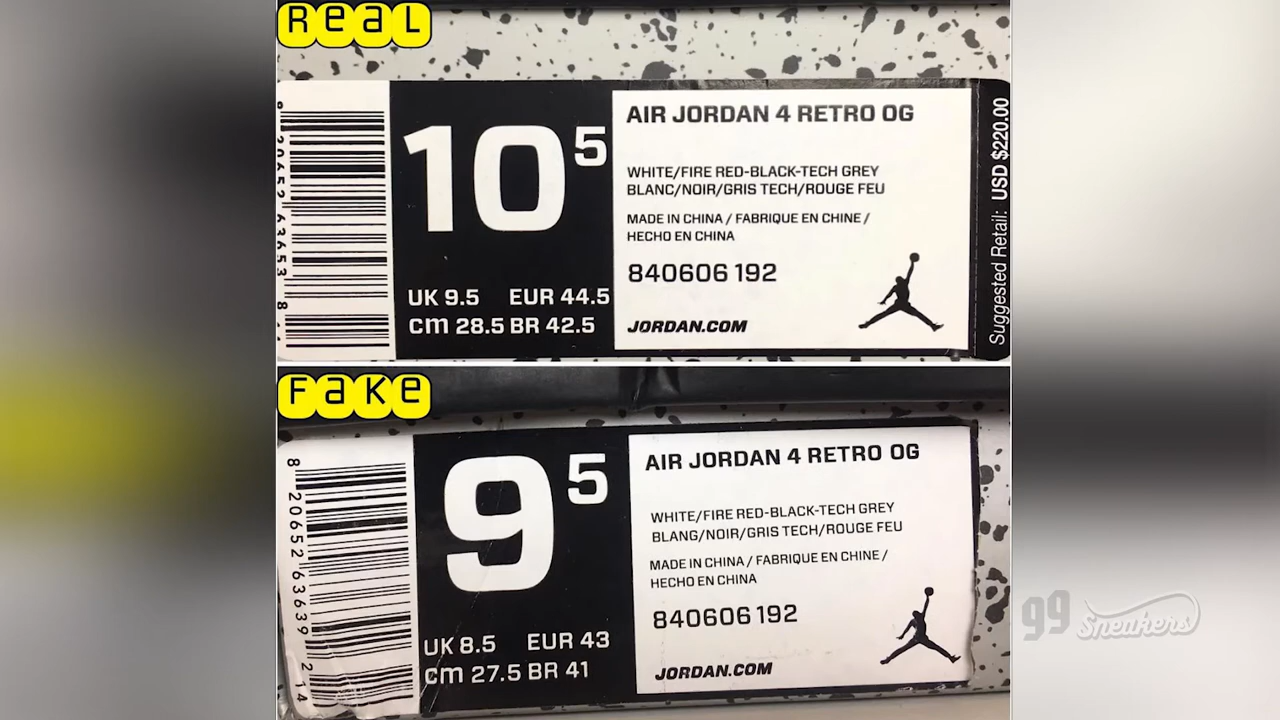 ReaL
AIR JORDAN 4 RETRO OG
10 5
WHITE/FIRE RED-BLACK-TECH GREY
BLANC/NOIR/GRIS TECH/ROUGE FEU
MADE IN CHINA / FABRIQUE EN CHINE /
HECHO EN CHINA
840606 192
UK 9.5 EUR 44.5
cm 28.5 BR 42.5
JORDAN.COM
Suggested Retail: USD $220.00
Fake
8 20652 63639 2 14
AIR JORDAN 4 RETRO OG
9 5
WHITE/FIRE RED-BLACK-TECH GREY
BLANG/NOIR/GRIS TECH/ROUGE FEU
MADE IN CHINA / FABRIQUE EN CHINE /
HECHO EN CHINA
840606 192
UK 8.5 EUR 43
cm 27.5 BR 41
JORDAN.COM
99 Sneakers